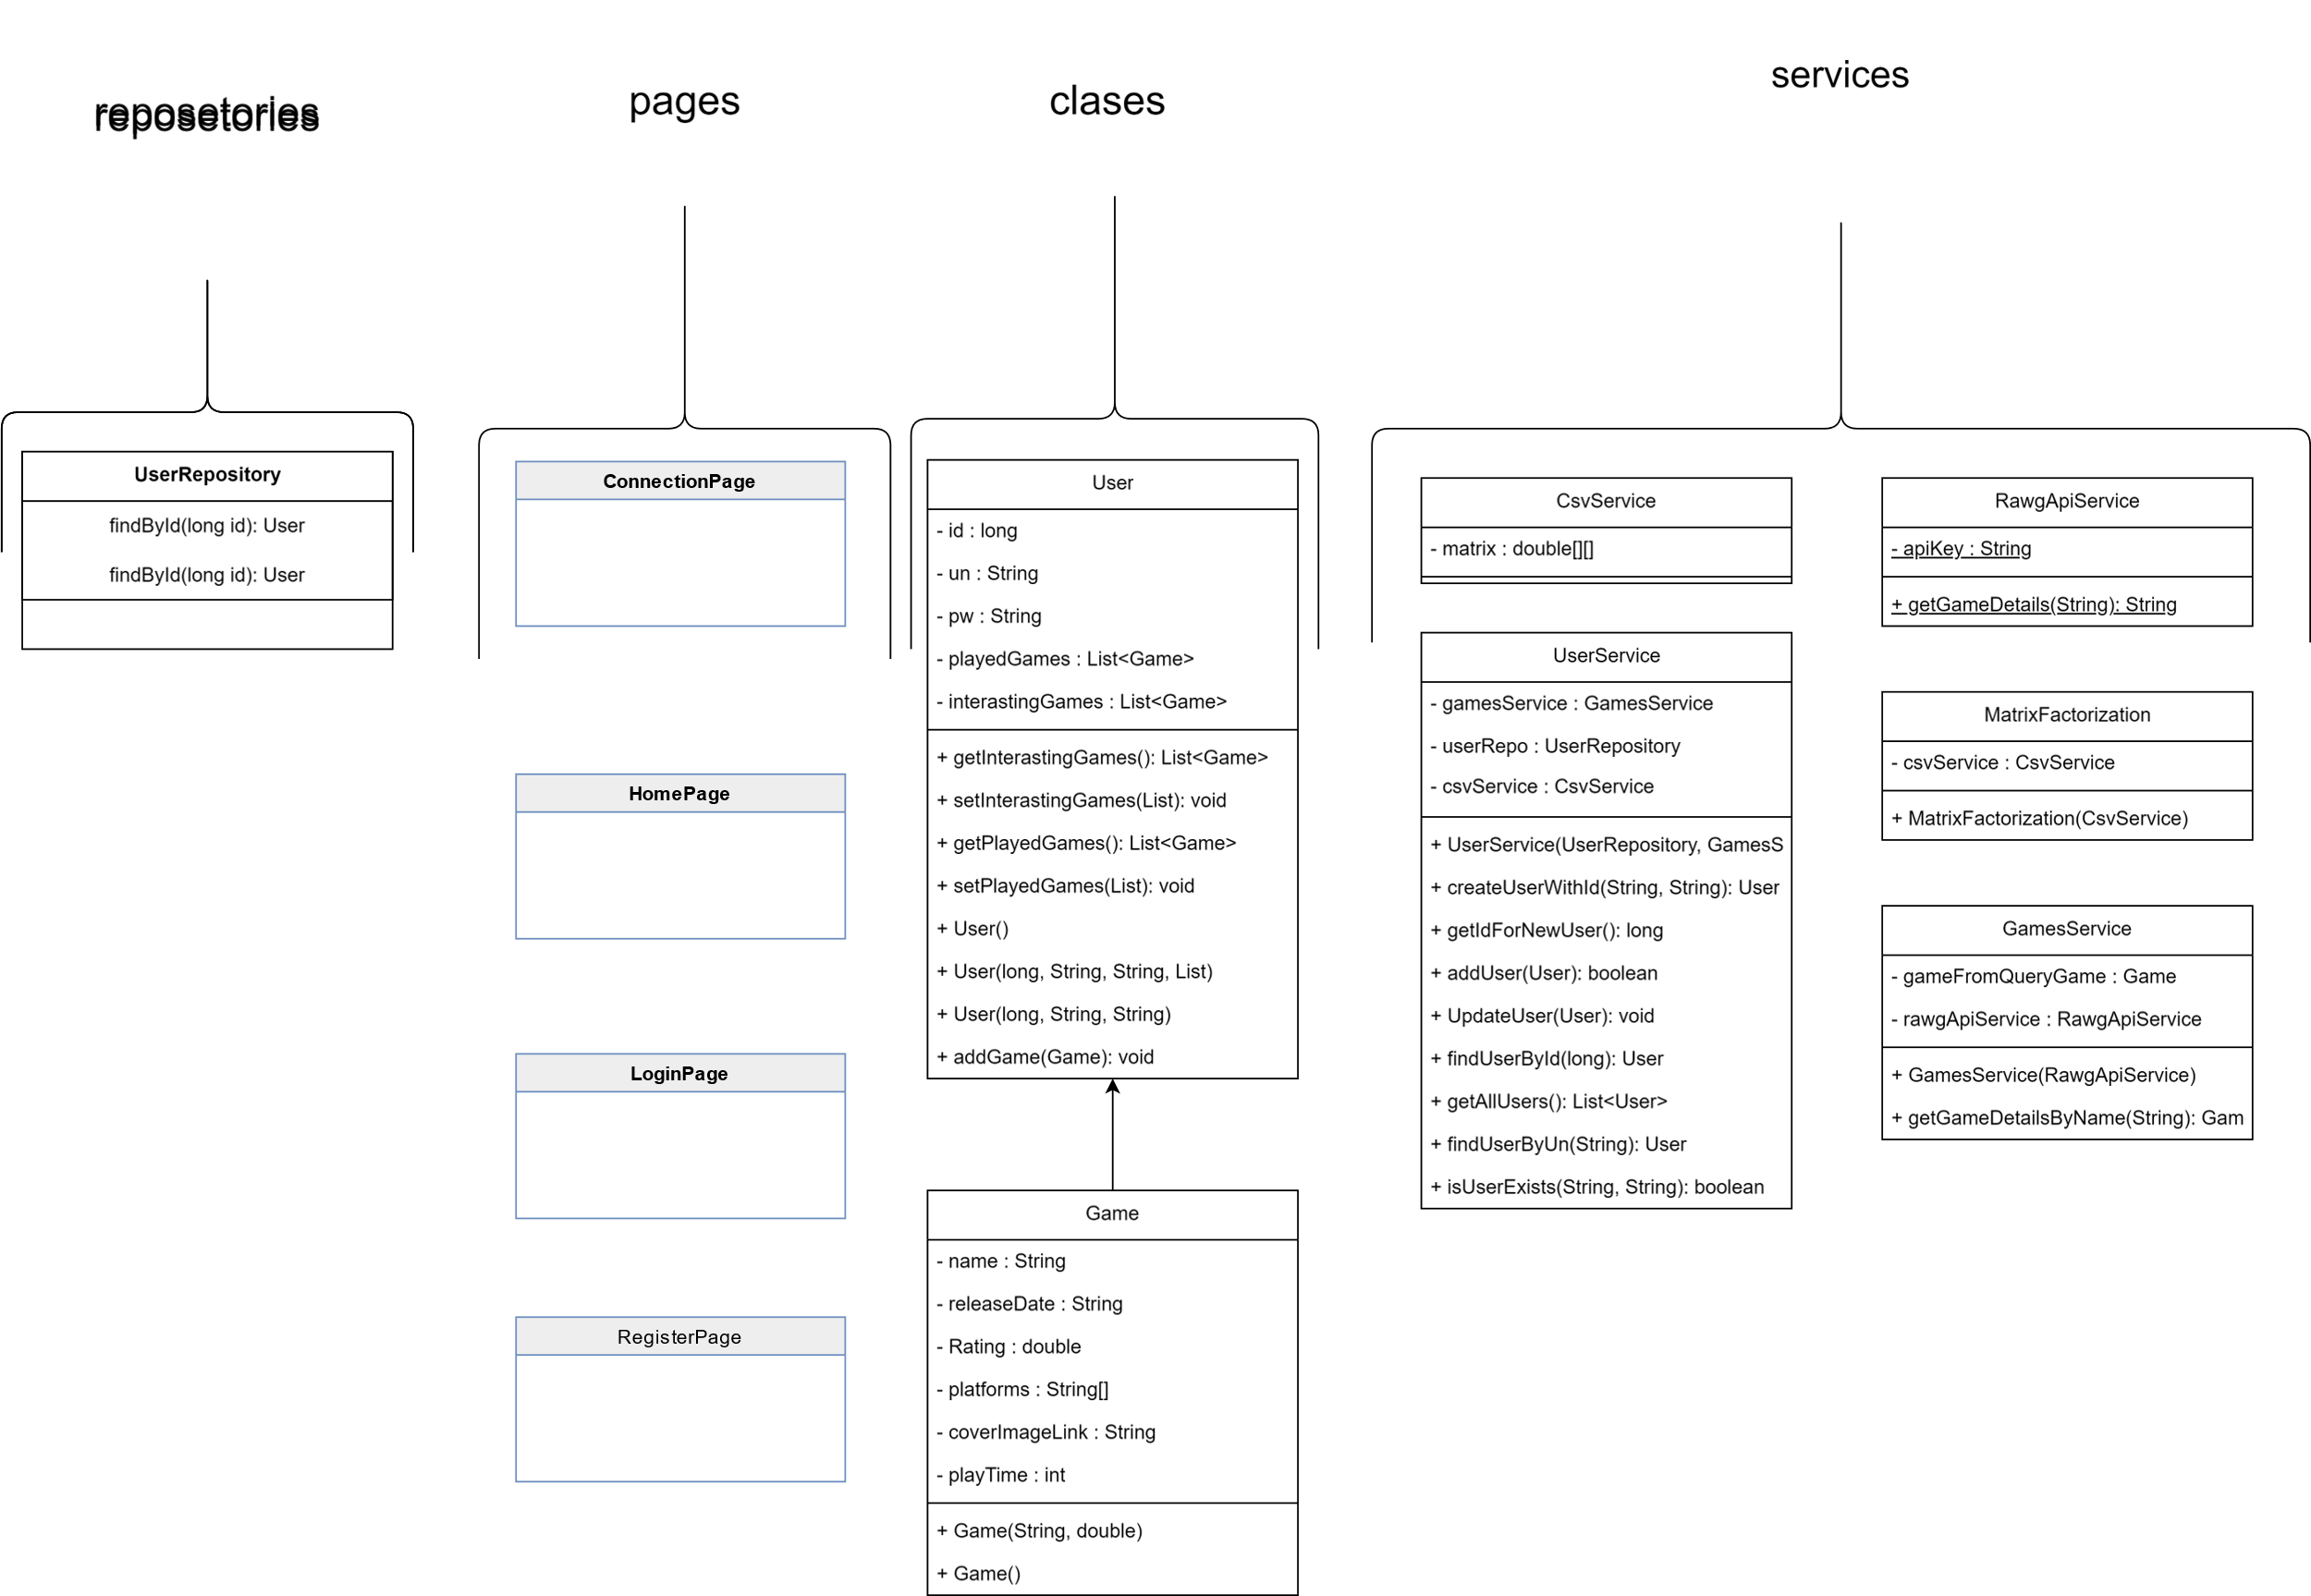 reposetories
reposetories
pages
clases
services
UserRepository
findById(long id): User
findById(long id): User
ConnectionPage
HomePage
LoginPage
RegisterPage
User
- id : long
- un : String
- pw : String
- playedGames : List<Game>
- interastingGames : List<Game>
+ getInterastingGames(): List<Game>
+ setInterastingGames(List): void
+ getPlayedGames(): List<Game>
+ setPlayedGames(List): void
+ User()
+ User(long, String, String, List)
+ User(long, String, String)
+ addGame(Game): void
Game
- name : String
- releaseDate : String
- Rating : double
- platforms : String[]
- coverImageLink : String
- playTime : int
+ Game(String, double)
+ Game()
CsvService
- matrix : double[][]
UserService
- gamesService : GamesService
- userRepo : UserRepository
- csvService : CsvService
+ UserService(UserRepository, GamesS
+ createUserWithId(String, String): User
+ getIdForNewUser(): long
+ addUser(User): boolean
+ UpdateUser(User): void
+ findUserById(long): User
+ getAllUsers(): List<User>
+ findUserByUn(String): User
+ isUserExists(String, String): boolean
RawgApiService
- apiKey : String
+ getGameDetails(String): String
MatrixFactorization
- csvService : CsvService
+ MatrixFactorization(CsvService)
GamesService
- gameFromQueryGame : Game
- rawgApiService : RawgApiService
+ GamesService(RawgApiService)
+ getGameDetailsByName(String): Gam